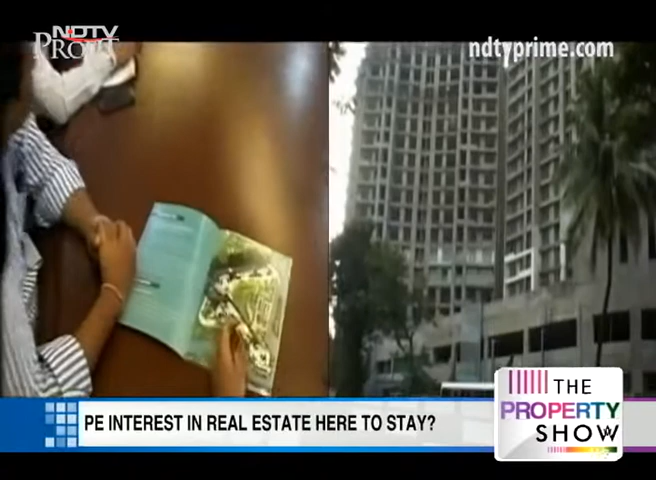 NDTV
PROFIT
ndtvprime.com
PE INTEREST IN REAL ESTATE HERE TO STAY?
THE
PROPERTY
SHOW